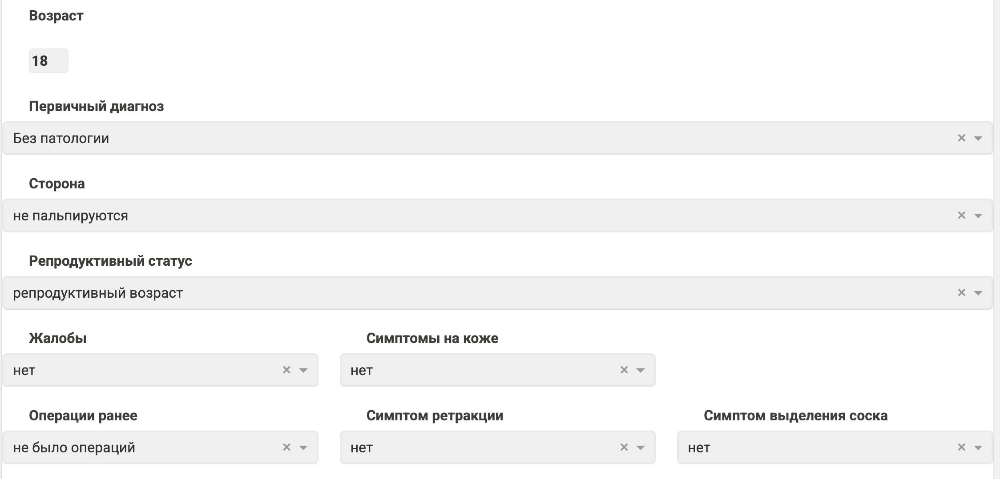 Возраст
18
Первичный диагноз
Без патологии
Сторона
не пальпируются
Репродуктивный статус
репродуктивный возраст
Жалобы
Симптомы на коже
нет
нет
Операции ранее
Симптом ретракции
Симптом выделения соска
не было операций
нет
нет